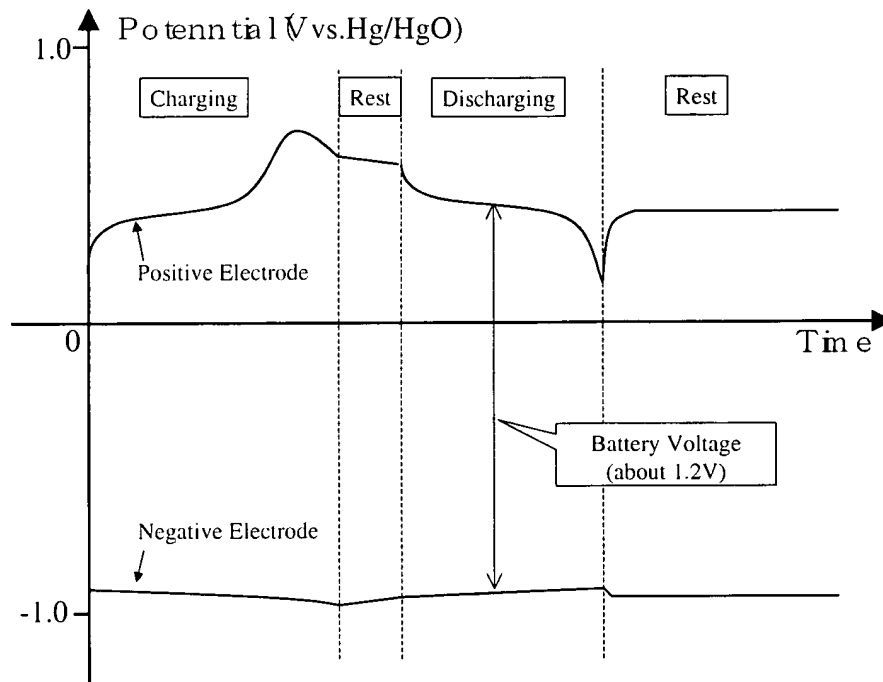 Potenntial(V vs.Hg/HgO)
1.0
Charging
Rest
Discharging
Rest
Positive Electrode
0
Time
Battery Voltage
(about 1.2V)
Negative Electrode
-1.0